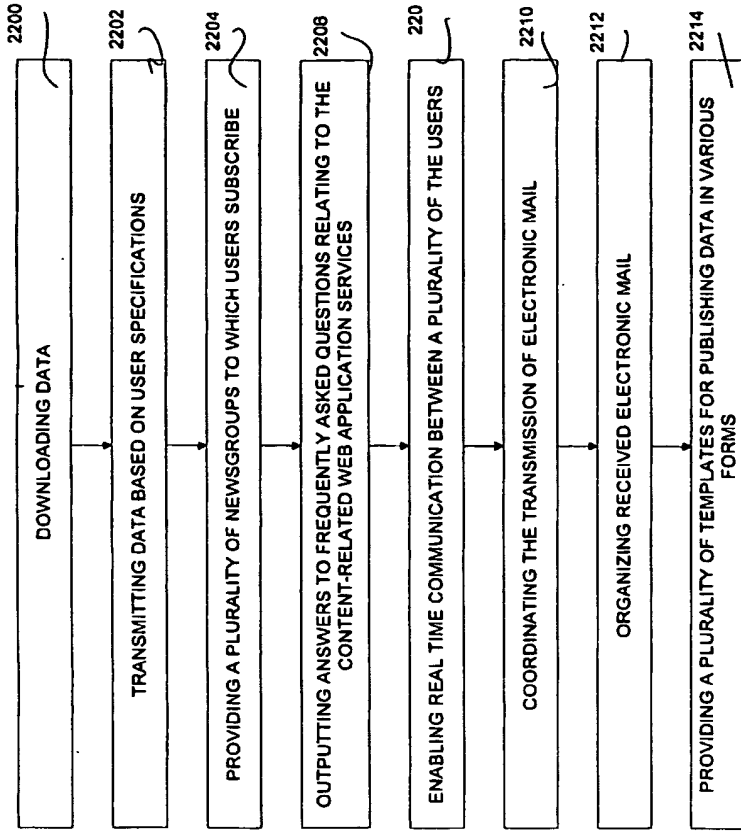 2200
DOWNLOADING DATA
2202
TRANSMITTING DATA BASED ON USER SPECIFICATIONS
2204
PROVIDING A PLURALITY OF NEWSGROUPS TO WHICH USERS SUBSCRIBE
2208
OUTPUTTING ANSWERS TO FREQUENTLY ASKED QUESTIONS RELATING TO THE
CONTENT-RELATED WEB APPLICATION SERVICES
220
ENABLING REAL TIME COMMUNICATION BETWEEN A PLURALITY OF THE USERS
2210
COORDINATING THE TRANSMISSION OF ELECTRONIC MAIL
2212
ORGANIZING RECEIVED ELECTRONIC MAIL
2214
PROVIDING A PLURALITY OF TEMPLATES FOR PUBLISHING DATA IN VARIOUS
FORMS